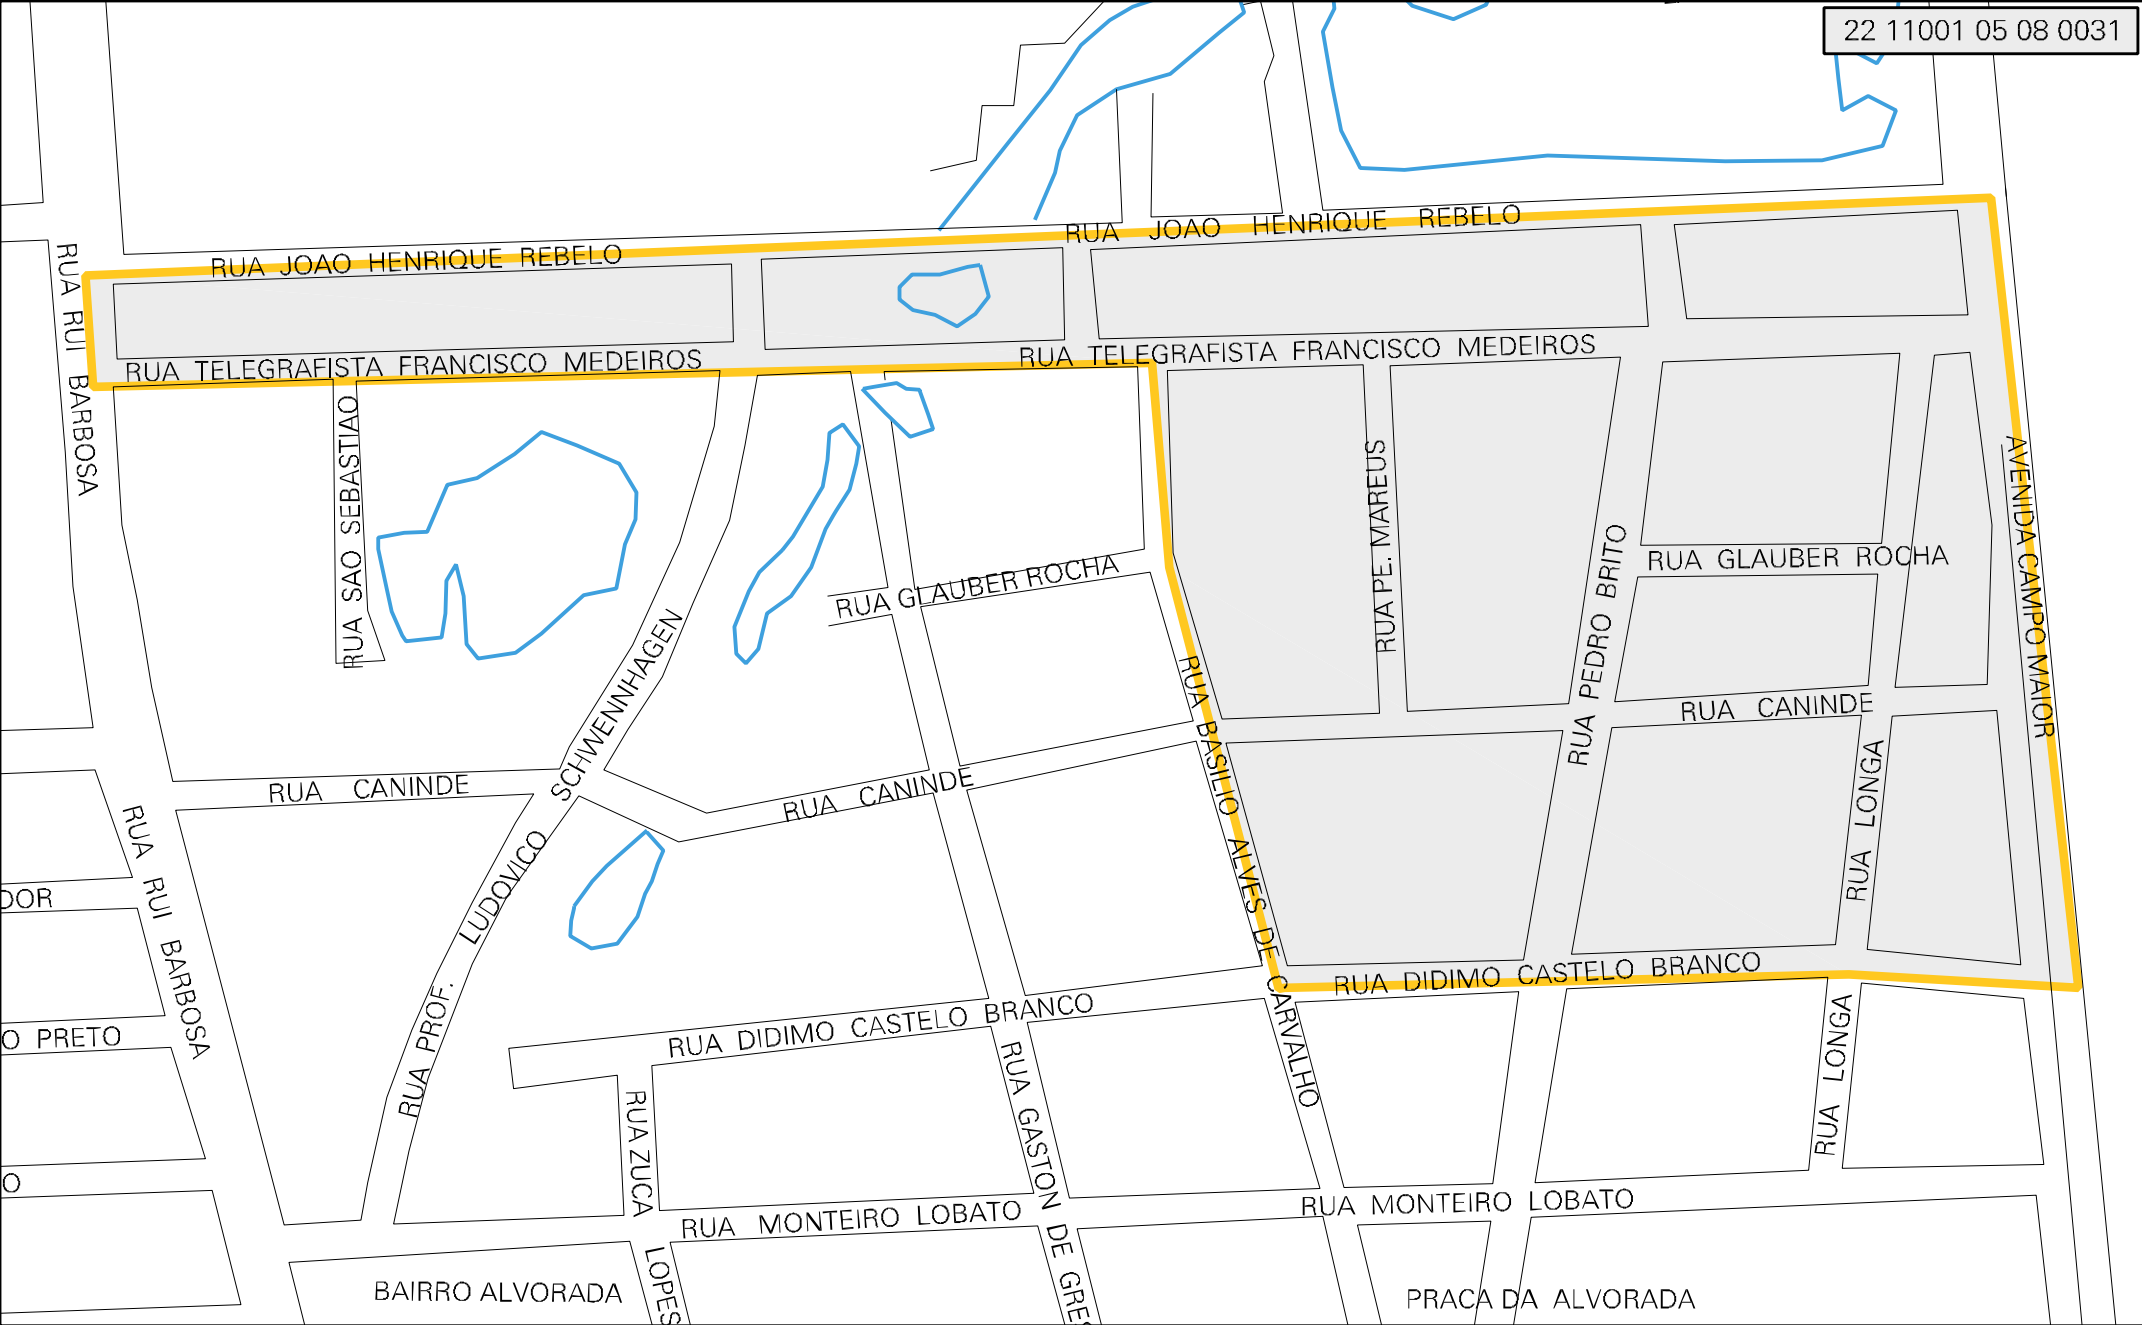 22 11001 05 08 0031
RUA JOAO HENRIQUE REBELO
RUA JOAO HENRIQUE REBELO
RUA RUI BARBOSA
RUA TELEGRAFISTA FRANCISCO MEDEIROS
RUA TELEGRAFISTA FRANCISCO MEDEIROS
RUA SAO SEBASTIAO
RUA PE. MAREUS
AVENIDA CAMPO MAIOR
RUA PEDRO BRITO
RUA GLAUBER ROCHA
RUA GLAUBER ROCHA
RUA BASILIO ALVES DE CARVALHO
RUA CANINDE
RUA CANINDE
RUA CANINDE
RUA PROF. LUDOVICO SCHWENNHAGEN
RUA LONGA
RUA RUI BARBOSA
DOR
RUA DIDIMO CASTELO BRANCO
RUA DIDIMO CASTELO BRANCO
O PRETO
RUA LONGA
RUA ZUCA LOPES
RUA GASTON DE GRES
O
RUA MONTEIRO LOBATO
RUA MONTEIRO LOBATO
BAIRRO ALVORADA
PRACA DA ALVORADA